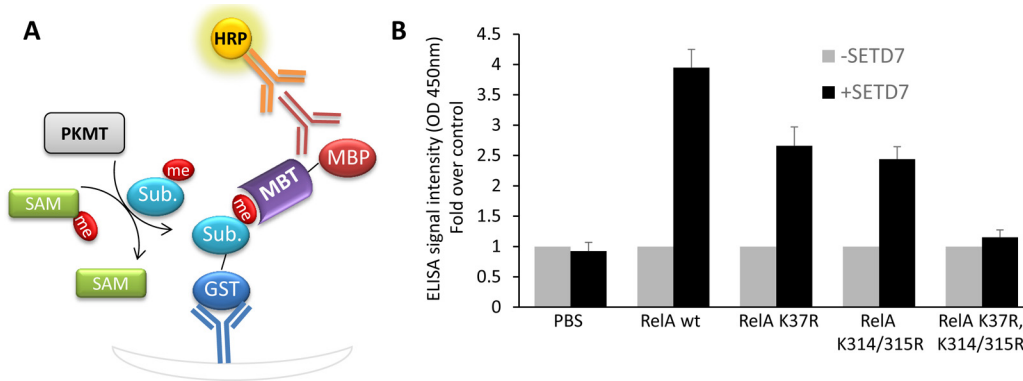 A
HRP
PKMT
me
Sub.
SAM
me
SAM
MBP
MBT
me
Sub.
GST
B
ELISA signal intensity (OD 450nm)
Fold over control
4.5
4
3.5
3
2.5
2
1.5
1
0.5
0
-SETD7
+SETD7
PBS
RelA wt
RelA K37R
RelA
K314/315R
RelA K37R,
K314/315R